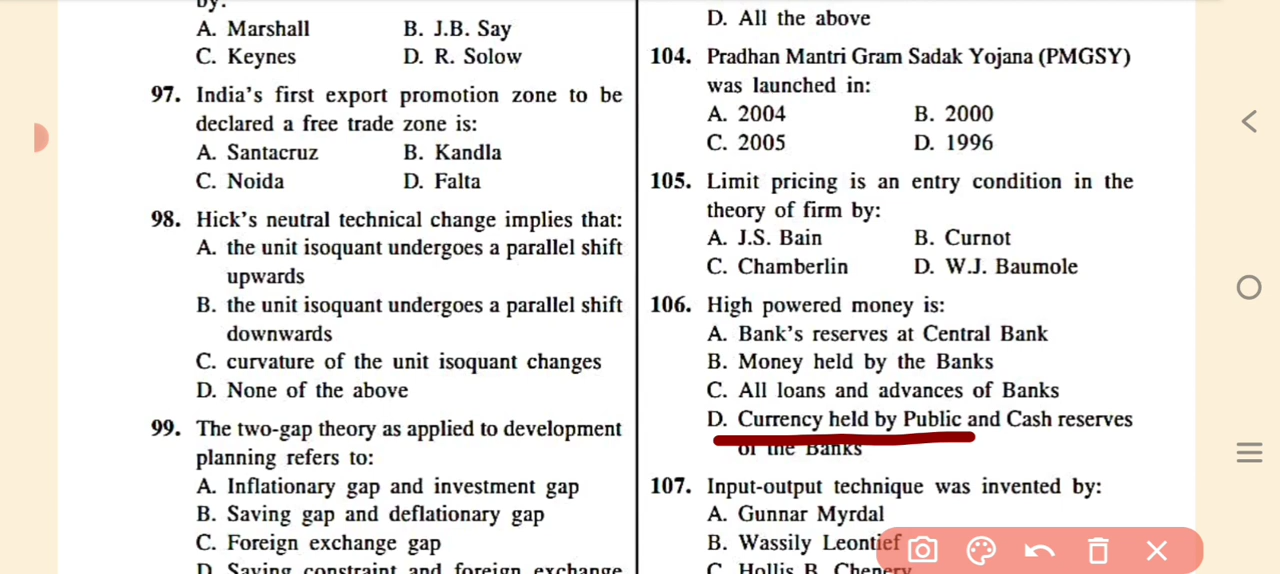 by:
A. Marshall B. J.B. Say
C. Keynes D. R. Solow
97. India's first export promotion zone to be
declared a free trade zone is:
A. Santacruz B. Kandla
C. Noida D. Falta
98. Hick's neutral technical change implies that:
A. the unit isoquant undergoes a parallel shift
upwards
B. the unit isoquant undergoes a parallel shift
downwards
C. curvature of the unit isoquant changes
D. None of the above
99. The two-gap theory as applied to development
planning refers to:
A. Inflationary gap and investment gap
B. Saving gap and deflationary gap
C. Foreign exchange gap
D. Saving constraint and foreign exchange
D. All the above
104. Pradhan Mantri Gram Sadak Yojana (PMGSY)
was launched in:
A. 2004 B. 2000
C. 2005 D. 1996
105. Limit pricing is an entry condition in the
theory of firm by:
A. J.S. Bain B. Curnot
C. Chamberlin D. W.J. Baumole
106. High powered money is:
A. Bank's reserves at Central Bank
B. Money held by the Banks
C. All loans and advances of Banks
D. Currency held by Public and Cash reserves
of the Banks
107. Input-output technique was invented by:
A. Gunnar Myrdal
B. Wassily Leontief
C. Hollis B. Chenery